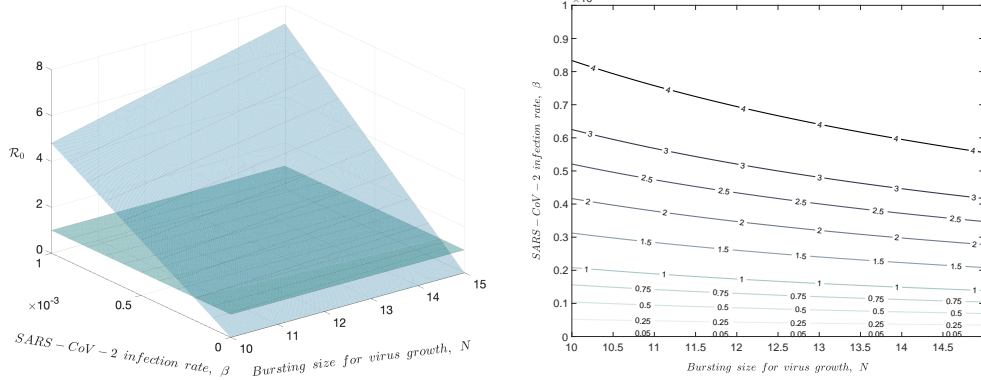 8
6
4
2
0
R₀
1
×10⁻³
0.5
0
10
11
12
13
14
15
SARS − CoV − 2 infection rate, β
Bursting size for virus growth, N
1
0.9
0.8
0.7
0.6
0.5
0.4
0.3
0.2
0.1
0
SARS − CoV − 2 infection rate, β
4 4 4 4 4
3 3 3 3 3
2.5 2.5 2.5 2.5 2.5
2 2 2 2 2
1.5 1.5 1.5 1.5
1 1 1 1 1
0.75 0.75 0.75 0.75 0.75
0.5 0.5 0.5 0.5 0.5
0.25 0.25 0.25 0.25 0.25
0.05 0.05 0.05 0.05 0.05
10 10.5 11 11.5 12 12.5 13 13.5 14 14.5
Bursting size for virus growth, N